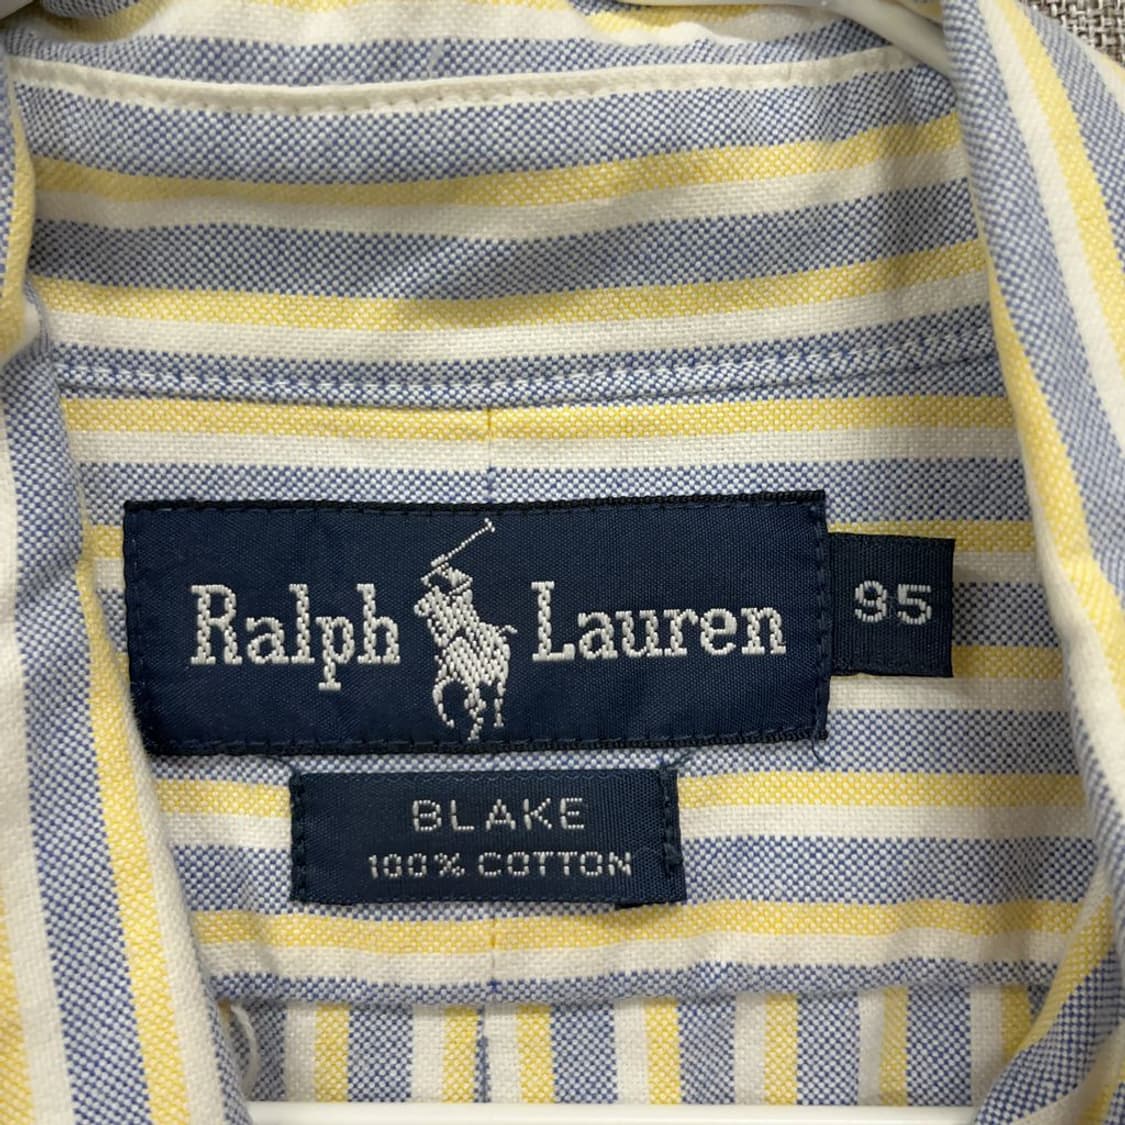 Ralph Lauren
95
BLAKE
100% COTTON